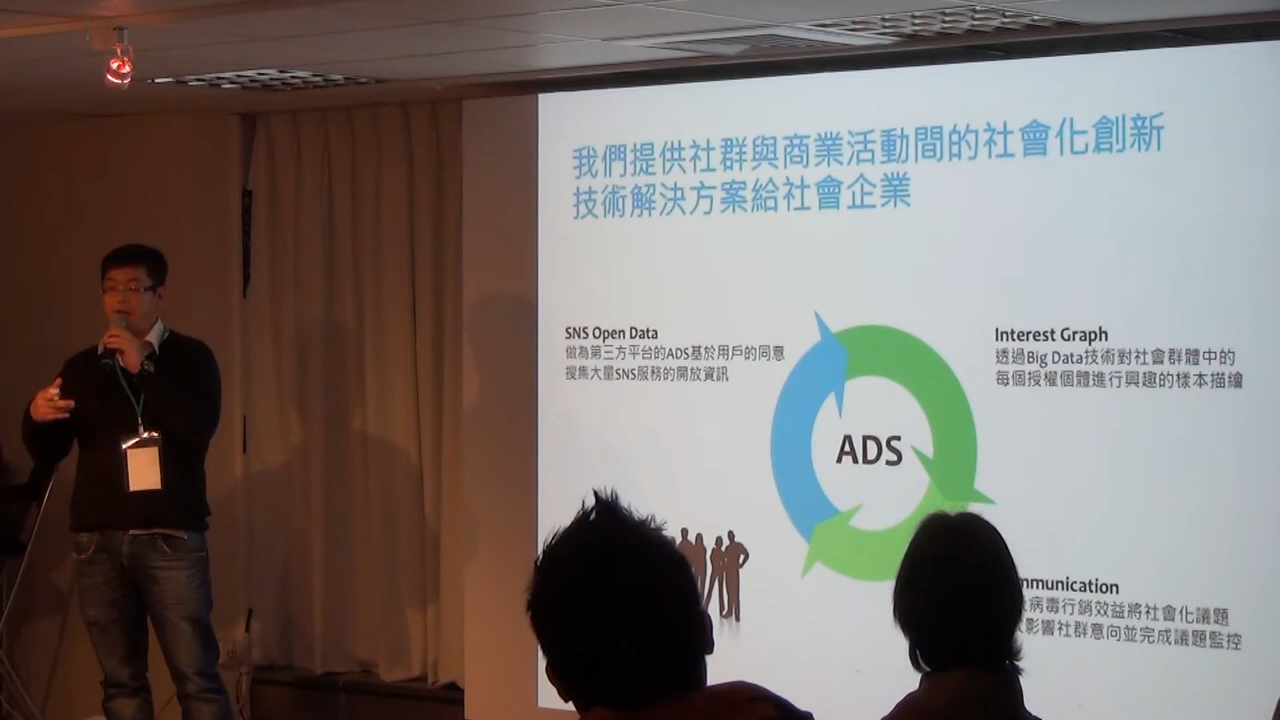 我們提供社群與商業活動間的社會化創新
技術解決方案給社會企業
SNS Open Data
做為第三方平台的ADS基於用戶的同意
搜集大量SNS服務的開放資訊
Interest Graph
透過Big Data技術對社會群體中的
每個授權個體進行興趣的樣本描繪
ADS
mmunication
病毒行銷效益將社會化議題
影響社群意向並完成議題監控